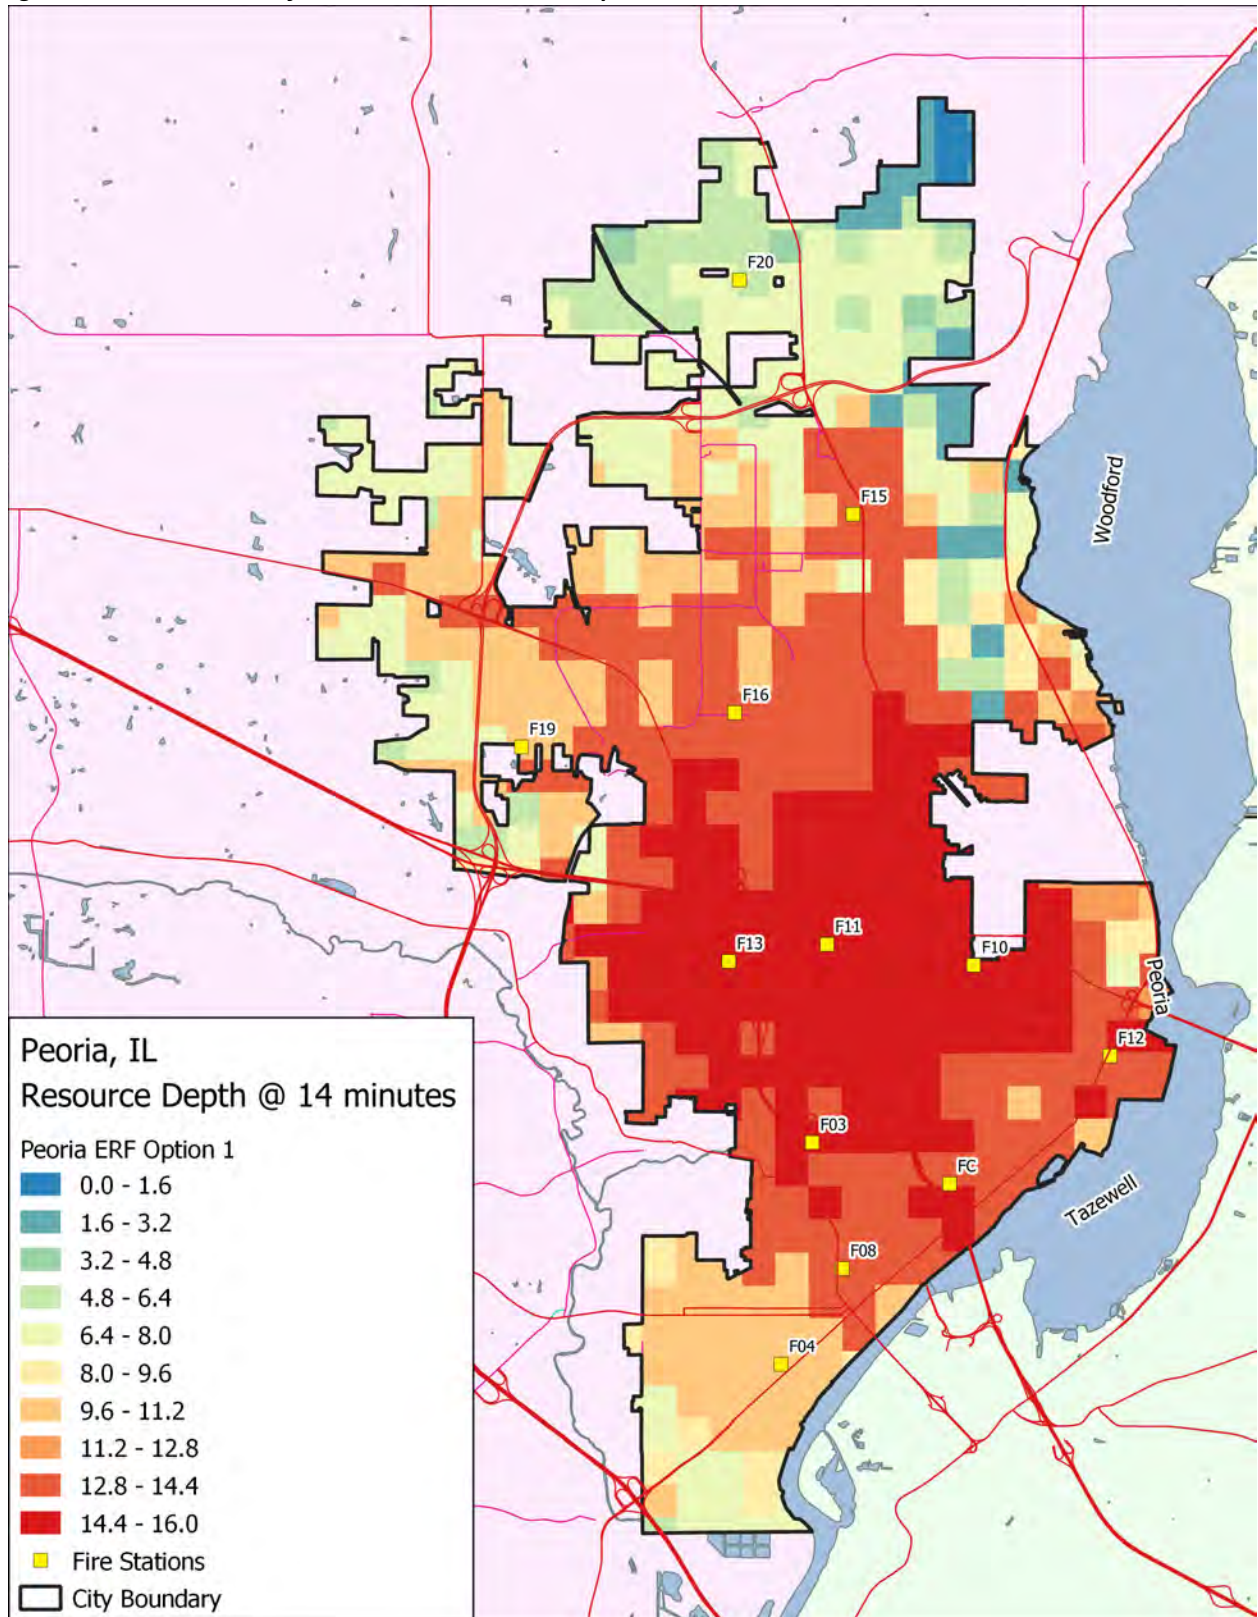 F20
Woodford
F15
F16
F19
F11
F13
F10
Peoria
F12
Peoria, IL
Resource Depth @ 14 minutes
F03
Peoria ERF Option 1
FC
0.0 - 1.6
Tazewell
1.6 - 3.2
3.2 - 4.8
F08
4.8 - 6.4
6.4 - 8.0
F04
8.0 - 9.6
9.6 - 11.2
11.2 - 12.8
12.8 - 14.4
14.4 - 16.0
Fire Stations
City Boundary